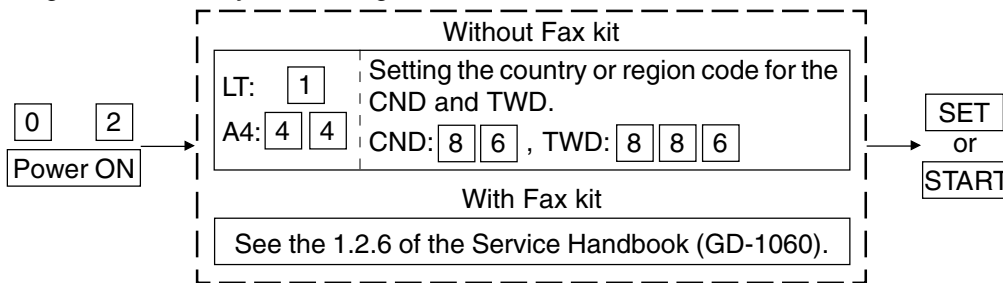 Without Fax kit
0 2
Power ON
LT: 1
A4: 4 4
Setting the country or region code for the
CND and TWD.
CND: 8 6 , TWD: 8 8 6
SET
or
START
With Fax kit
See the 1.2.6 of the Service Handbook (GD-1060).